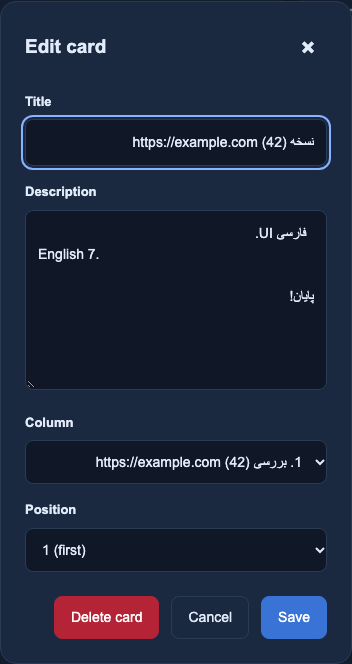 Edit card
Title
نسخه (42) https://example.com
Description
فارسی UI.
English 7.
پایان!
Column
1. بررسی (42) https://example.com
Position
1 (first)
Delete card
Cancel
Save